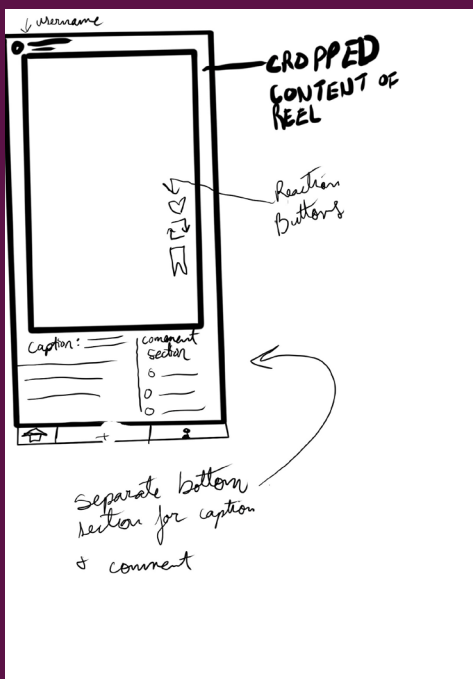 username
CROPPED
CONTENT OF
REEL
Reaction
Buttons
Caption:
comment
section
separate bottom
section for caption
+ comment